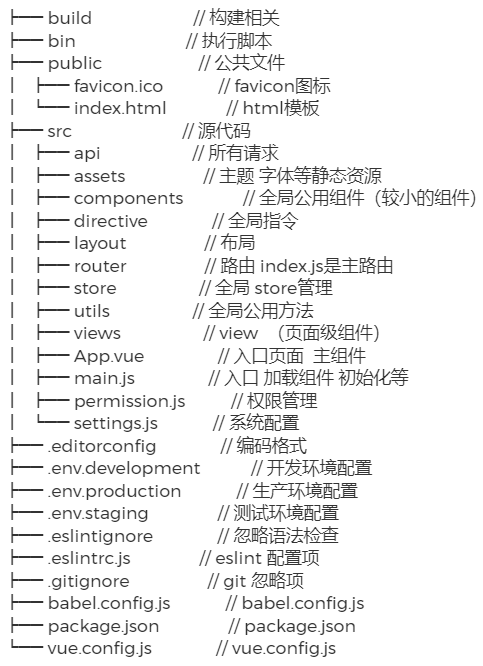 ├── build // 构建相关
├── bin // 执行脚本
├── public // 公共文件
│ ├── favicon.ico // favicon图标
│ └── index.html // html模板
├── src // 源代码
│ ├── api // 所有请求
│ ├── assets // 主题 字体等静态资源
│ ├── components // 全局公用组件（较小的组件）
│ ├── directive // 全局指令
│ ├── layout // 布局
│ ├── router // 路由 index.js是主路由
│ ├── store // 全局 store管理
│ ├── utils // 全局公用方法
│ ├── views // view （页面级组件）
│ ├── App.vue // 入口页面 主组件
│ ├── main.js // 入口 加载组件 初始化等
│ ├── permission.js // 权限管理
│ └── settings.js // 系统配置
├── .editorconfig // 编码格式
├── .env.development // 开发环境配置
├── .env.production // 生产环境配置
├── .env.staging // 测试环境配置
├── .eslintignore // 忽略语法检查
├── .eslintrc.js // eslint 配置项
├── .gitignore // git 忽略项
├── babel.config.js // babel.config.js
├── package.json // package.json
└── vue.config.js // vue.config.js